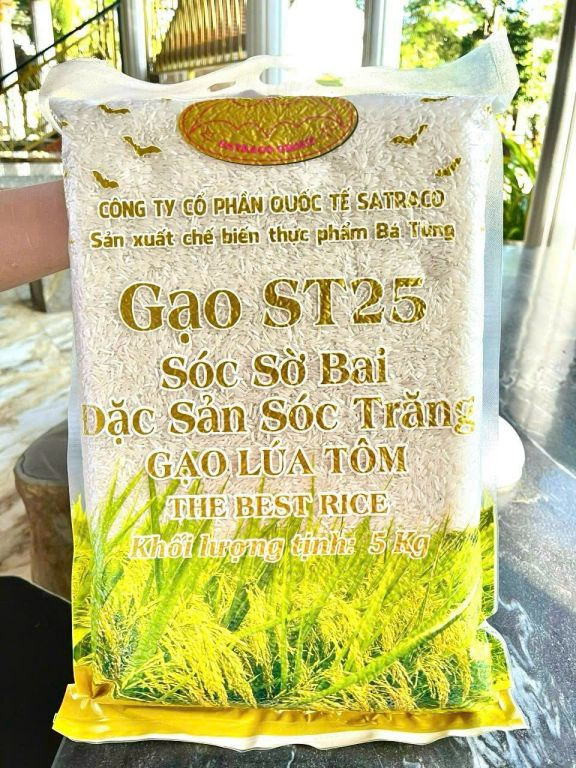 CÔNG TY CỔ PHẦN QUỐC TẾ SATRACO
Sản xuất chế biến thực phẩm Bá Tùng
Gạo ST25
Sóc Sờ Bai
Đặc Sản Sóc Trăng
GẠO LÚA TÔM
THE BEST RICE
Khối lượng tịnh: 5 Kg